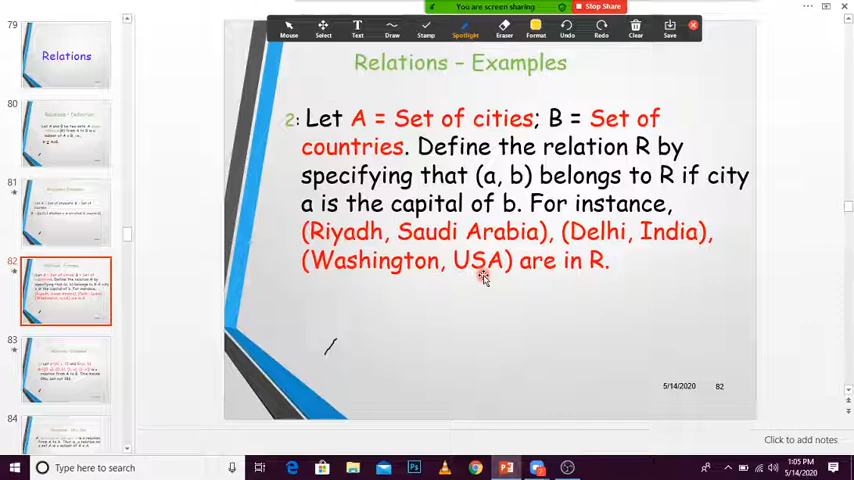 You are screen sharing
Stop Share
Mouse
Select
Text
Draw
Stamp
Spotlight
Eraser
Format
Undo
Redo
Clear
Save
79
Relations
80
81
82
83
84
Relations – Examples
2: Let A = Set of cities; B = Set of
countries. Define the relation R by
specifying that (a, b) belongs to R if city
a is the capital of b. For instance,
(Riyadh, Saudi Arabia), (Delhi, India),
(Washington, USA) are in R.
5/14/2020
82
Click to add notes
Type here to search
1:05 PM
5/14/2020